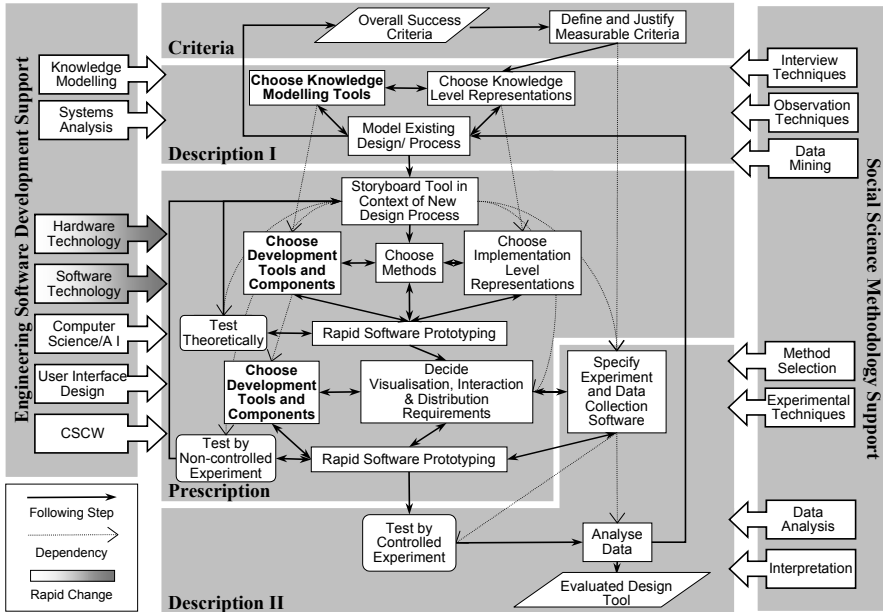 Engineering Software Development Support
Knowledge
Modelling
Systems
Analysis
Hardware
Technology
Software
Technology
Computer
Science/A I
User Interface
Design
CSCW
Following Step
Dependency
Rapid Change
Overall Success
Criteria
Define and Justify
Measurable Criteria
Criteria
Choose Knowledge
Modelling Tools
Choose Knowledge
Level Representations
Model Existing
Design/ Process
Description I
Storyboard Tool in
Context of New
Design Process
Choose
Development
Tools and
Components
Choose
Methods
Choose
Implementation
Level
Representations
Test
Theoretically
Rapid Software Prototyping
Choose
Development
Tools and
Components
Decide
Visualisation, Interaction
& Distribution
Requirements
Specify
Experiment
and Data
Collection
Software
Test by
Non-controlled
Experiment
Rapid Software Prototyping
Prescription
Test by
Controlled
Experiment
Analyse
Data
Evaluated Design
Tool
Description II
Interview
Techniques
Observation
Techniques
Data
Mining
Method
Selection
Experimental
Techniques
Data
Analysis
Interpretation
Social Science Methodology Support